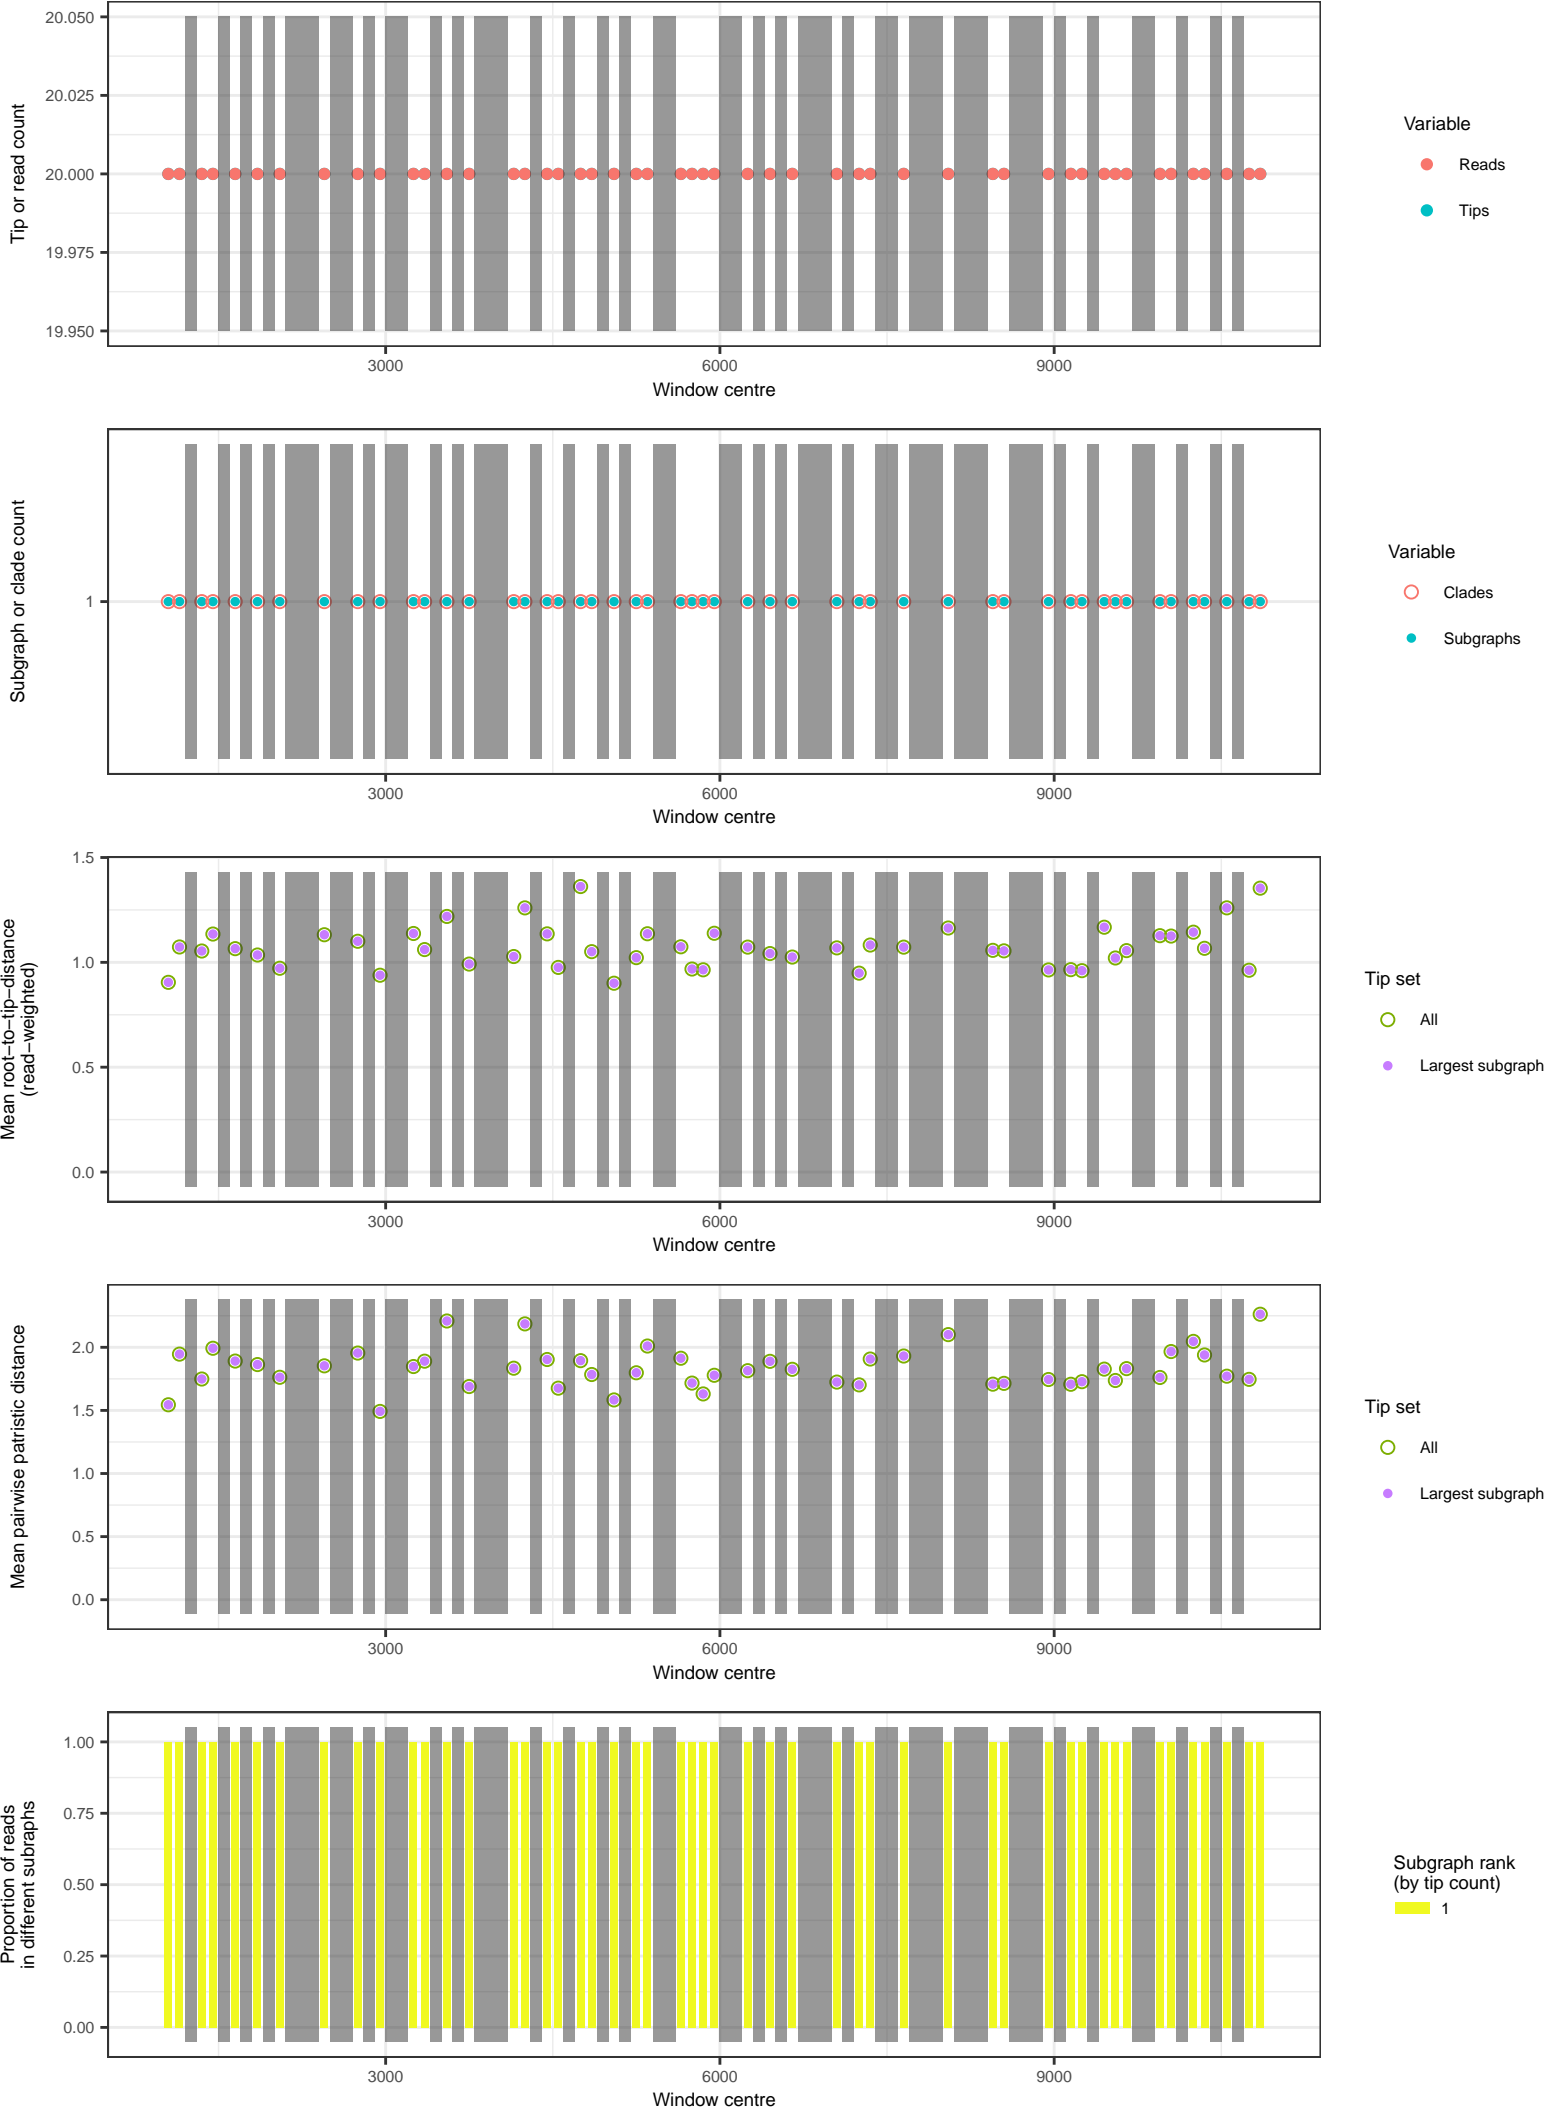 20.050
20.025
20.000
19.975
19.950
Tip or read count
3000
6000
9000
Window centre
Variable
Reads
Tips
1
Subgraph or clade count
3000
6000
9000
Window centre
Variable
Clades
Subgraphs
1.5
1.0
0.5
0.0
Mean root−to−tip−distance
(read−weighted)
3000
6000
9000
Window centre
Tip set
All
Largest subgraph
2.0
1.5
1.0
0.5
0.0
Mean pairwise patristic distance
3000
6000
9000
Window centre
Tip set
All
Largest subgraph
1.00
0.75
0.50
0.25
0.00
Proportion of reads
in different subraphs
3000
6000
9000
Window centre
Subgraph rank
(by tip count)
1